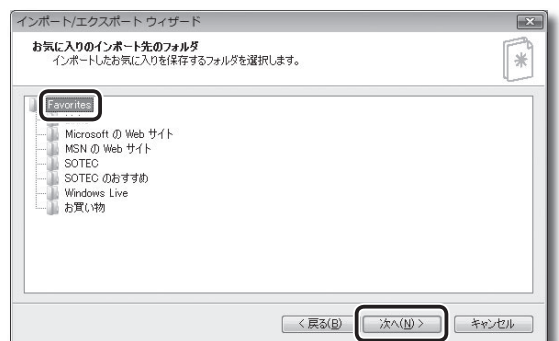 インポート/エクスポート ウィザード
お気に入りのインポート先のフォルダ
インポートしたお気に入りを保存するフォルダを選択します。
Favorites
Microsoft の Web サイト
MSN の Web サイト
SOTEC
SOTEC のおすすめ
Windows Live
お買い物
< 戻る(B)
次へ(N) >
キャンセル